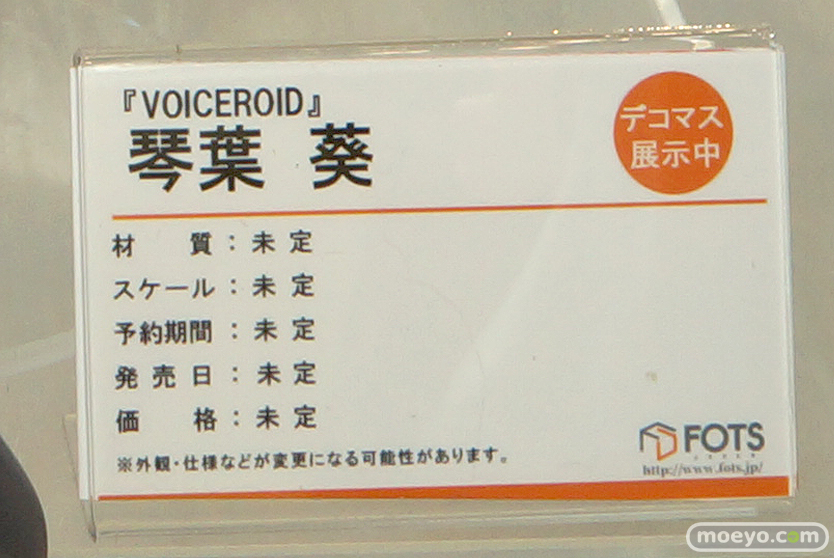 『VOICEROID』
琴葉 葵
デコマス
展示中
材 質：未 定
スケール：未 定
予約期間：未 定
発 売 日：未 定
価 格：未 定
※外観・仕様などが変更になる可能性があります。
FOTS
JAPAN
http://www.fots.jp/
moeyo.com